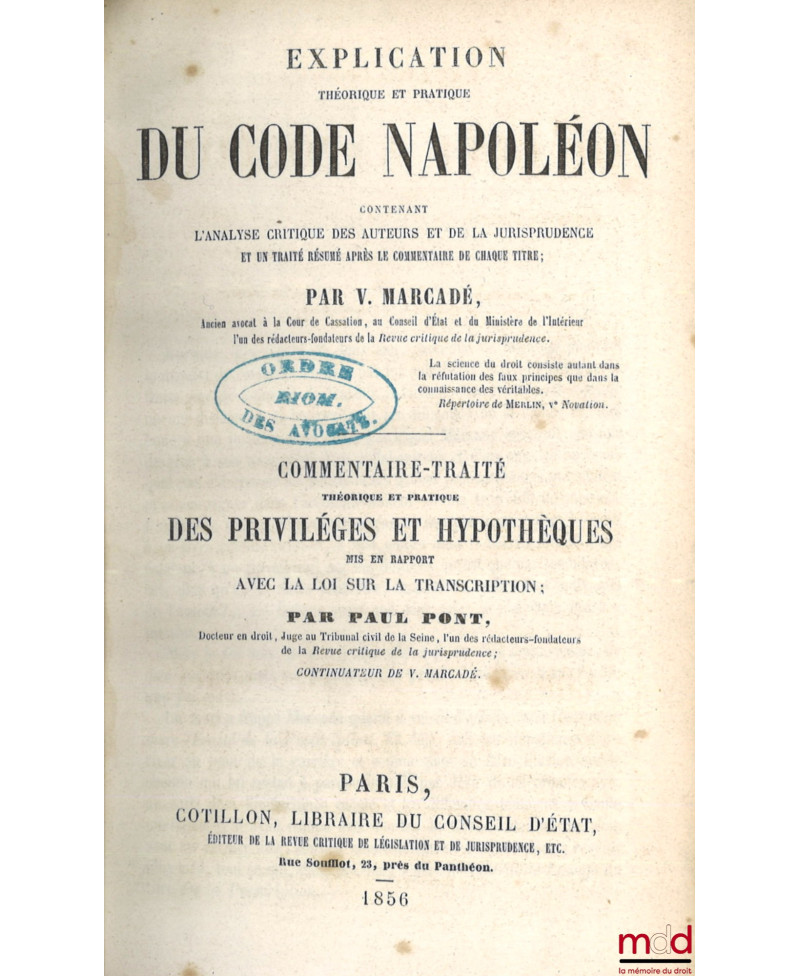 EXPLICATION
THÉORIQUE ET PRATIQUE
DU CODE NAPOLÉON
CONTENANT
L'ANALYSE CRITIQUE DES AUTEURS ET DE LA JURISPRUDENCE
ET UN TRAITÉ RÉSUMÉ APRÈS LE COMMENTAIRE DE CHAQUE TITRE;
PAR V. MARCADÉ,
Ancien avocat à la Cour de Cassation, au Conseil d'État et du Ministère de l'Intérieur
l'un des rédacteurs-fondateurs de la Revue critique de la jurisprudence.
La science du droit consiste autant dans
la réfutation des faux principes que dans la
connaissance des véritables.
Répertoire de MERLIN, vº Novation.
ORDRE
RIOM.
DES AVOCATS.
COMMENTAIRE-TRAITÉ
THÉORIQUE ET PRATIQUE
DES PRIVILÉGES ET HYPOTHÈQUES
MIS EN RAPPORT
AVEC LA LOI SUR LA TRANSCRIPTION;
PAR PAUL PONT,
Docteur en droit, Juge au Tribunal civil de la Seine, l'un des rédacteurs-fondateurs
de la Revue critique de la jurisprudence;
CONTINUATEUR DE V. MARCADÉ.
PARIS,
COTILLON, LIBRAIRE DU CONSEIL D'ÉTAT,
ÉDITEUR DE LA REVUE CRITIQUE DE LÉGISLATION ET DE JURISPRUDENCE, ETC.
Rue Soufflot, 23, près du Panthéon.
1856
mdd
la mémoire du droit